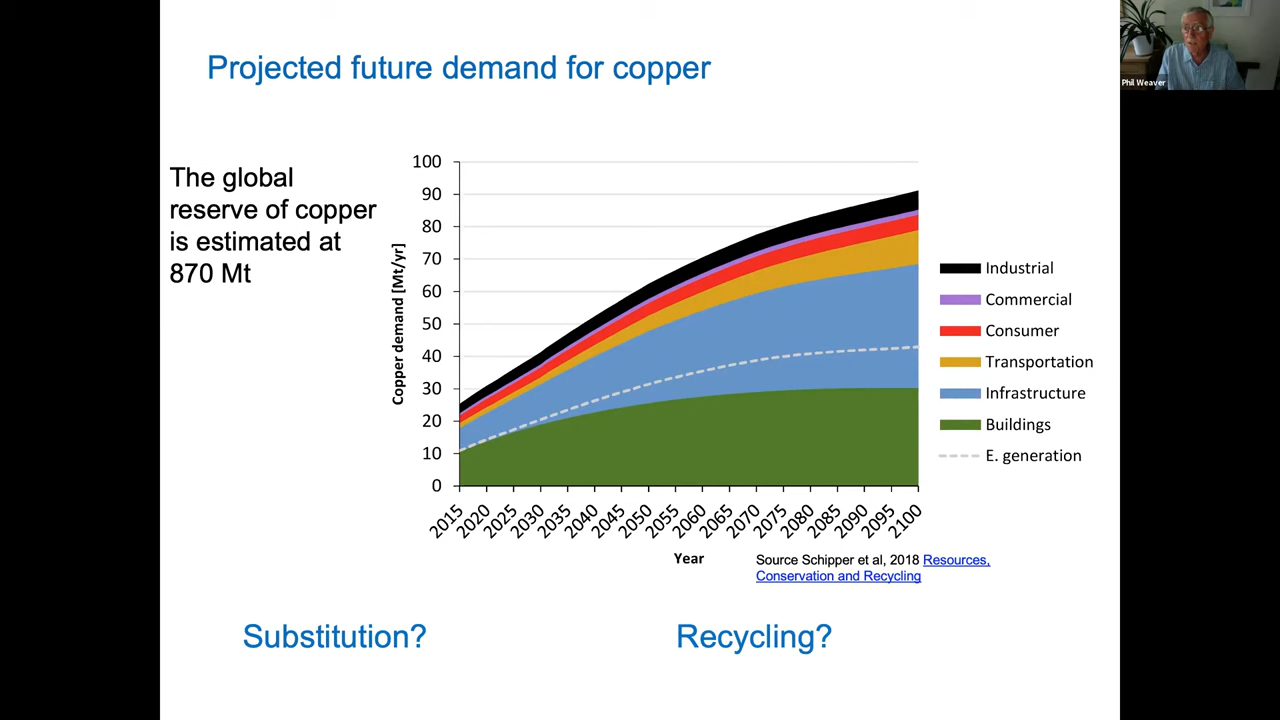 Projected future demand for copper
Phil Weaver
The global
reserve of copper
is estimated at
870 Mt
Copper demand [Mt/yr]
100
90
80
70
60
50
40
30
20
10
0
2015
2020
2025
2030
2035
2040
2045
2050
2055
2060
2065
2070
2075
2080
2085
2090
2095
2100
Year
Industrial
Commercial
Consumer
Transportation
Infrastructure
Buildings
E. generation
Source Schipper et al, 2018 Resources,
Conservation and Recycling
Substitution?
Recycling?